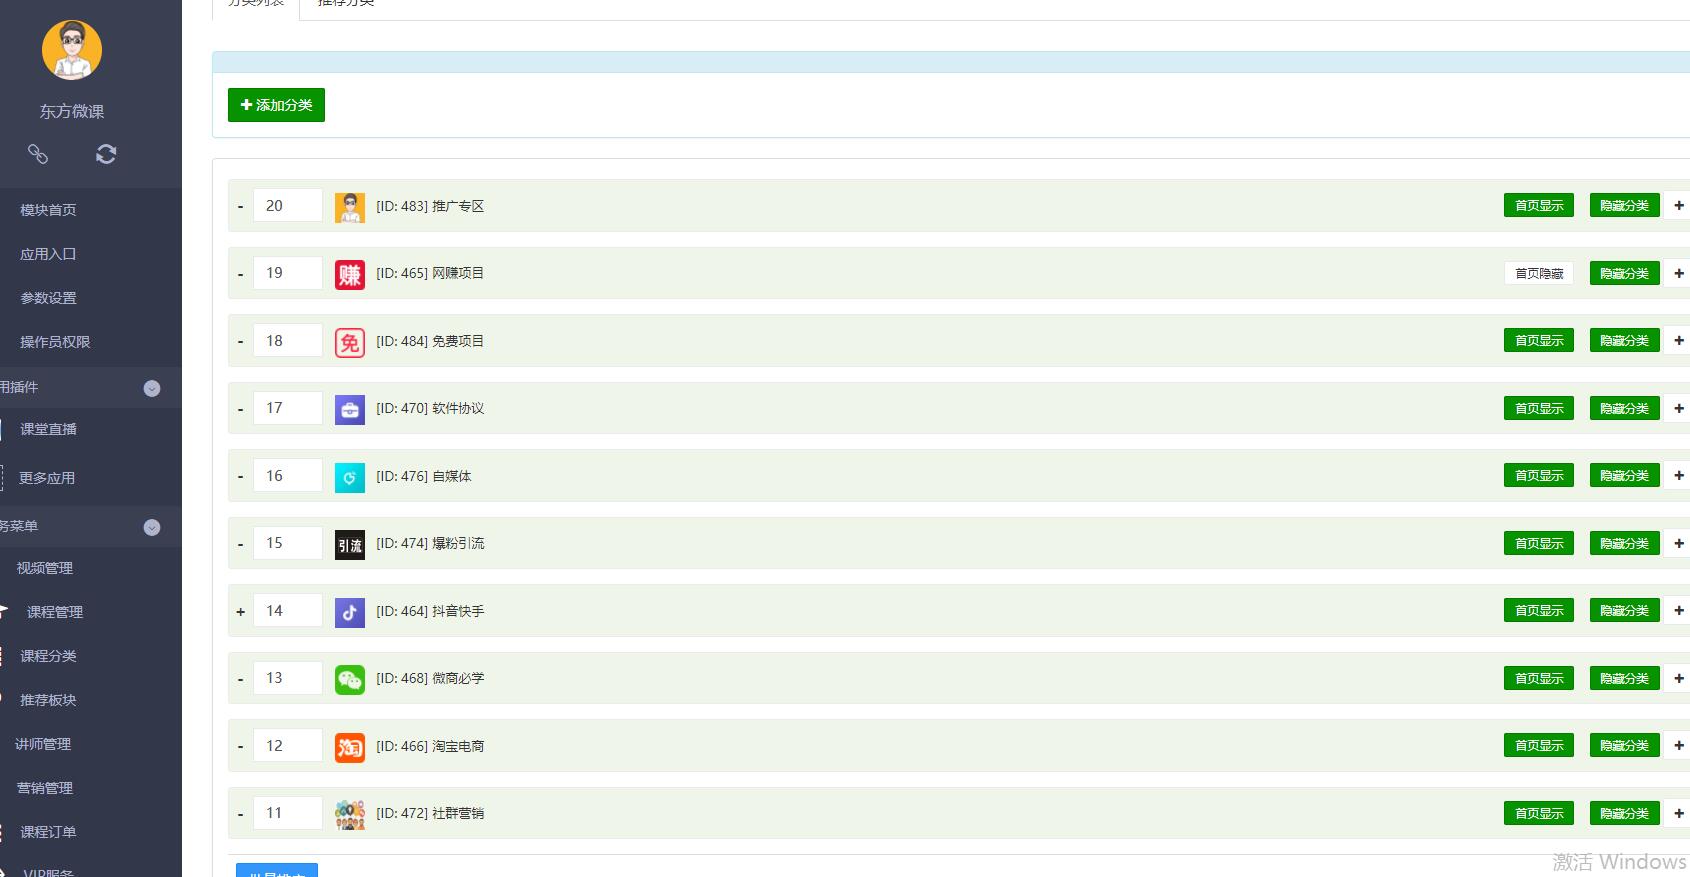 分类列表
推荐分类
东方微课
添加分类
模块首页
应用入口
参数设置
操作员权限
用插件
课堂直播
更多应用
务菜单
视频管理
课程管理
课程分类
推荐板块
讲师管理
营销管理
课程订单
VIP服务
- 20 [ID: 483] 推广专区 首页显示 隐藏分类 +
- 19 赚 [ID: 465] 网赚项目 首页隐藏 隐藏分类 +
- 18 免 [ID: 484] 免费项目 首页显示 隐藏分类 +
- 17 [ID: 470] 软件协议 首页显示 隐藏分类 +
- 16 [ID: 476] 自媒体 首页显示 隐藏分类 +
- 15 引流 [ID: 474] 爆粉引流 首页显示 隐藏分类 +
+ 14 [ID: 464] 抖音快手 首页显示 隐藏分类 +
- 13 [ID: 468] 微商必学 首页显示 隐藏分类 +
- 12 淘 [ID: 466] 淘宝电商 首页显示 隐藏分类 +
- 11 [ID: 472] 社群营销 首页显示 隐藏分类 +
激活 Windows